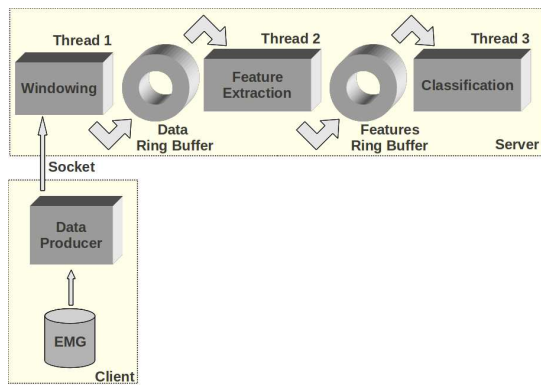 Thread 1
Thread 2
Thread 3
Windowing
Feature
Extraction
Classification
Data
Ring Buffer
Features
Ring Buffer
Server
Socket
Data
Producer
EMG
Client